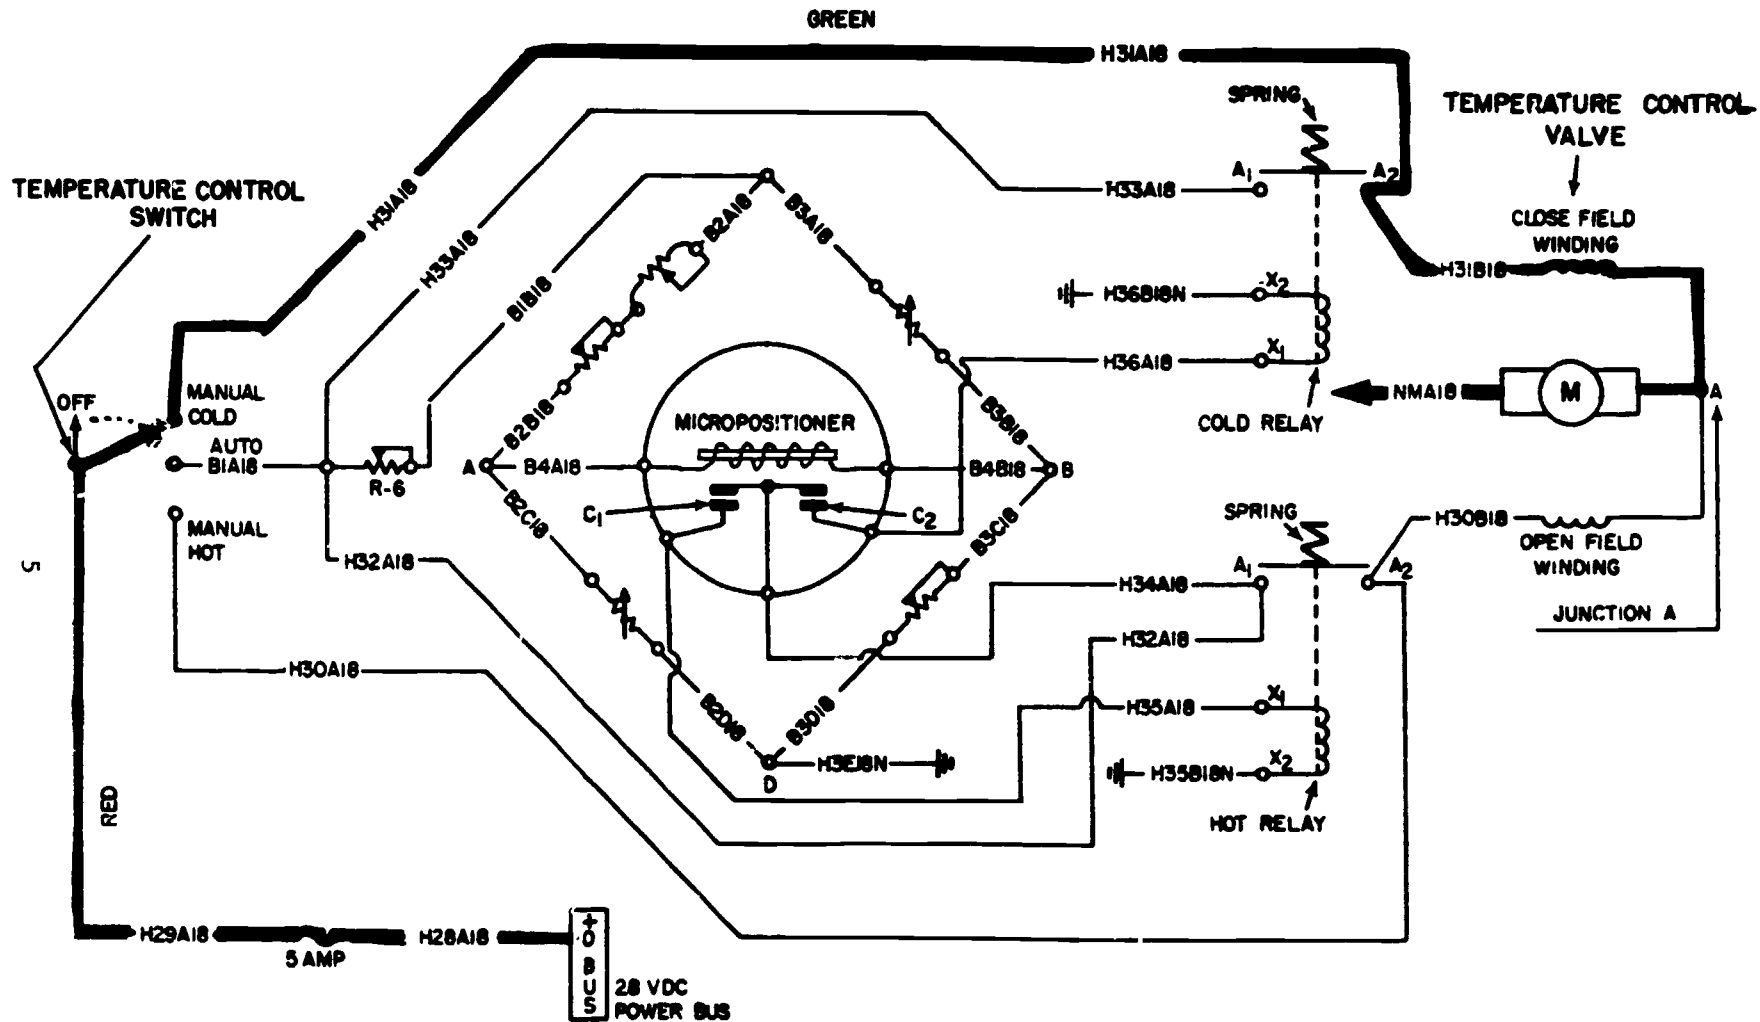 GREEN
H31A18
SPRING
TEMPERATURE CONTROL
VALVE
TEMPERATURE CONTROL
SWITCH
H31A18
H33A18
B1B18
B2A18
B3A18
A1
A2
H33A18
CLOSE FIELD
WINDING
H31B18
H36B18N
X2
H36A18
X1
COLD RELAY
NMA18
M
A
OFF
MANUAL
COLD
AUTO
B1A18
R-6
MANUAL
HOT
B2B18
MICROPOSITIONER
B3B18
A
B4A18
B4B18
B
C1
C2
B2C18
B3C18
SPRING
A1
A2
H30B18
OPEN FIELD
WINDING
JUNCTION A
5
H32A18
H34A18
H32A18
H30A18
B2D18
B3D18
H35A18
X1
H3E18N
D
H35B18N
X2
HOT RELAY
RED
H29A18
5 AMP
H28A18
+
O
BUS
28 VDC
POWER BUS